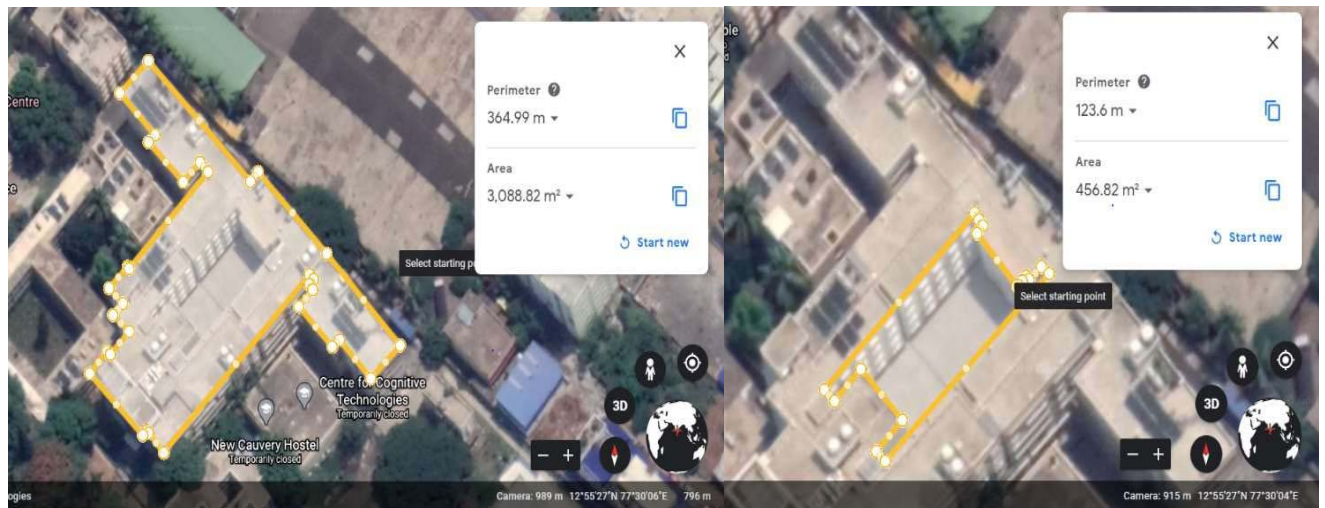 Centre
ce
Perimeter ?
364.99 m
Area
3,088.82 m²
Start new
Select starting p
Centre for Cognitive
Technologies
Temporarily closed
New Cauvery Hostel
Temporarily closed
3D
ogies
Camera: 989 m 12°55'27"N 77°30'06"E 796 m
ple
Perimeter ?
123.6 m
Area
456.82 m²
Start new
Select starting point
3D
Camera: 915 m 12°55'27"N 77°30'04"E